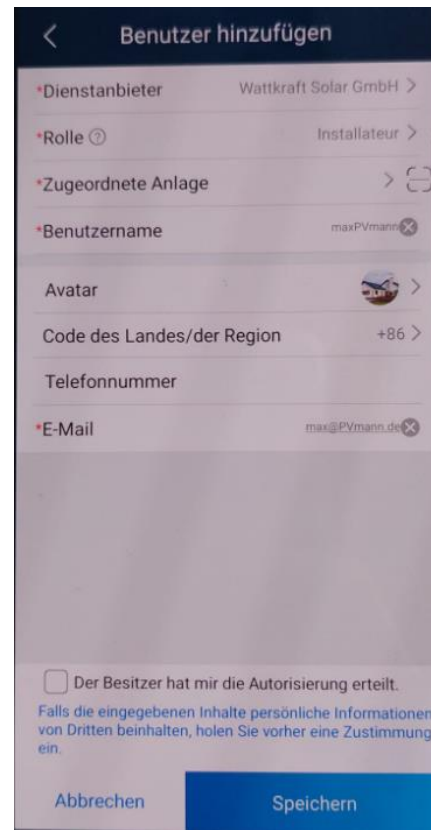 Benutzer hinzufügen
*Dienstanbieter Wattkraft Solar GmbH >
*Rolle ? Installateur >
*Zugeordnete Anlage >
*Benutzername maxPVmann
Avatar >
Code des Landes/der Region +86 >
Telefonnummer
*E-Mail max@PVmann.de
Der Besitzer hat mir die Autorisierung erteilt.
Falls die eingegebenen Inhalte persönliche Informationen
von Dritten beinhalten, holen Sie vorher eine Zustimmung
ein.
Abbrechen Speichern